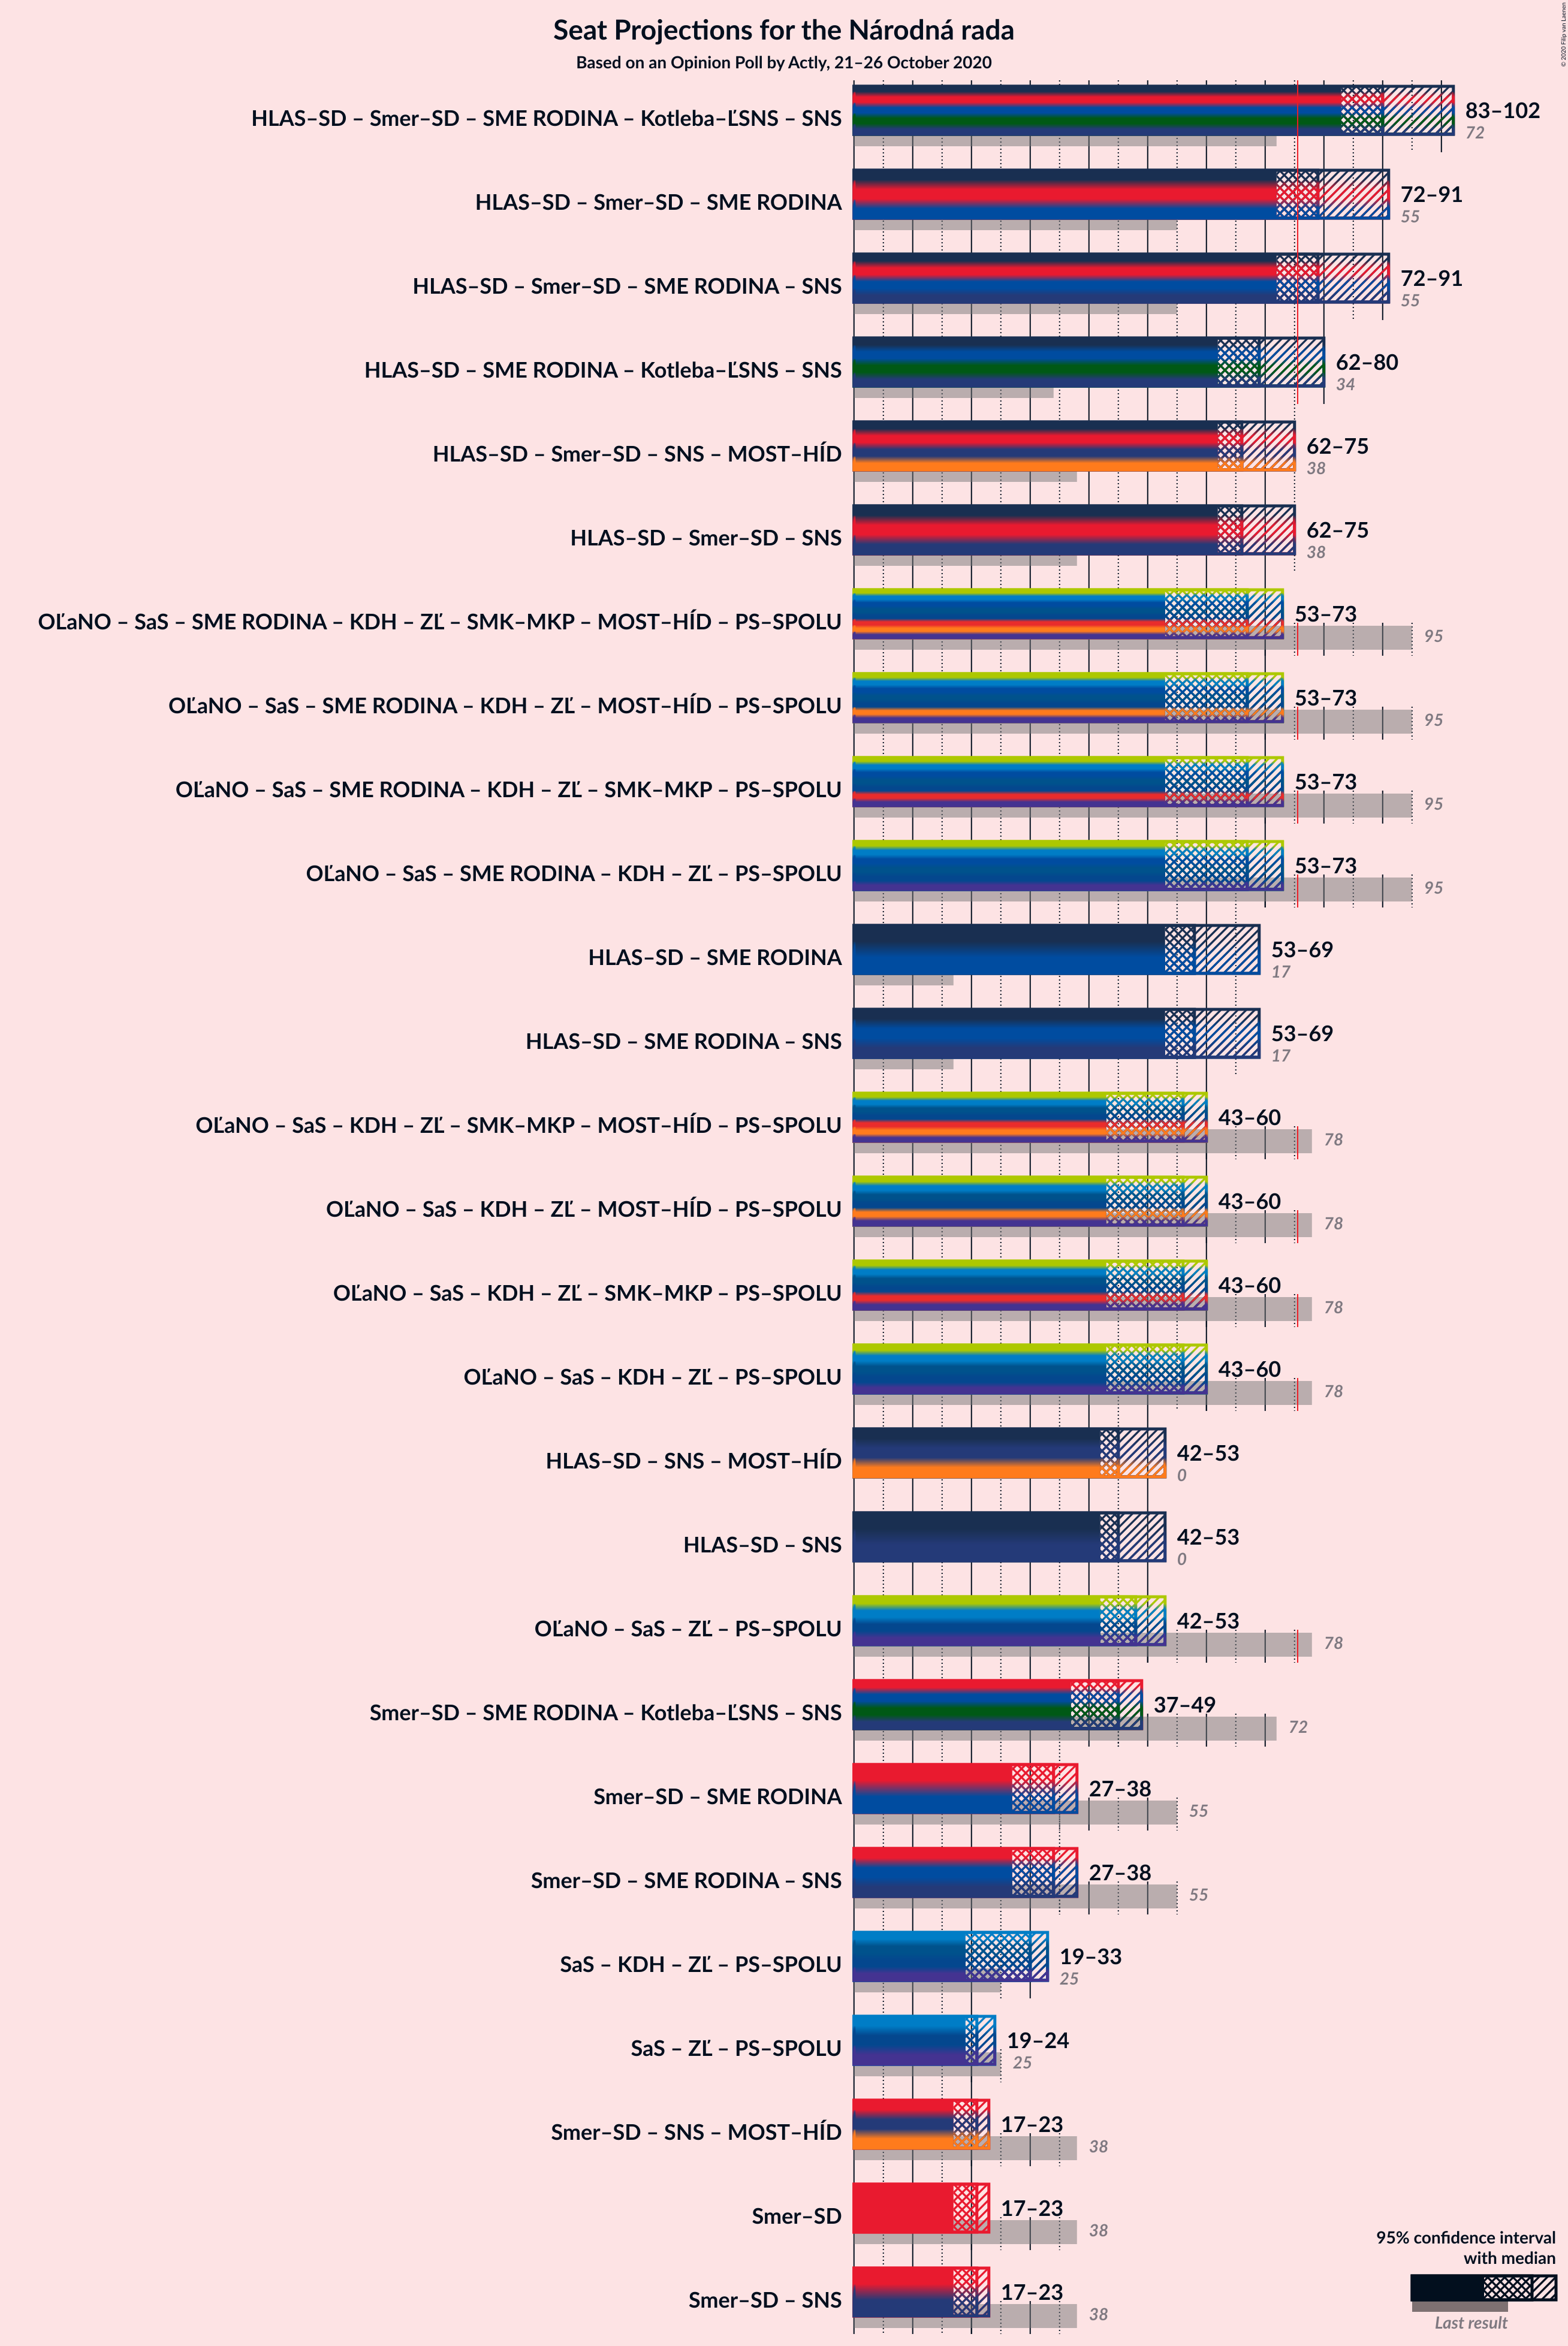 Seat Projections for the Národná rada
Based on an Opinion Poll by Actly, 21–26 October 2020
© 2020 Filip van Laenen
HLAS–SD – Smer–SD – SME RODINA – Kotleba–ĽSNS – SNS
83–102
72
HLAS–SD – Smer–SD – SME RODINA
72–91
55
HLAS–SD – Smer–SD – SME RODINA – SNS
72–91
55
HLAS–SD – SME RODINA – Kotleba–ĽSNS – SNS
62–80
34
HLAS–SD – Smer–SD – SNS – MOST–HÍD
62–75
38
HLAS–SD – Smer–SD – SNS
62–75
38
OĽaNO – SaS – SME RODINA – KDH – ZĽ – SMK–MKP – MOST–HÍD – PS–SPOLU
53–73
95
OĽaNO – SaS – SME RODINA – KDH – ZĽ – MOST–HÍD – PS–SPOLU
53–73
95
OĽaNO – SaS – SME RODINA – KDH – ZĽ – SMK–MKP – PS–SPOLU
53–73
95
OĽaNO – SaS – SME RODINA – KDH – ZĽ – PS–SPOLU
53–73
95
HLAS–SD – SME RODINA
53–69
17
HLAS–SD – SME RODINA – SNS
53–69
17
OĽaNO – SaS – KDH – ZĽ – SMK–MKP – MOST–HÍD – PS–SPOLU
43–60
78
OĽaNO – SaS – KDH – ZĽ – MOST–HÍD – PS–SPOLU
43–60
78
OĽaNO – SaS – KDH – ZĽ – SMK–MKP – PS–SPOLU
43–60
78
OĽaNO – SaS – KDH – ZĽ – PS–SPOLU
43–60
78
HLAS–SD – SNS – MOST–HÍD
42–53
0
HLAS–SD – SNS
42–53
0
OĽaNO – SaS – ZĽ – PS–SPOLU
42–53
78
Smer–SD – SME RODINA – Kotleba–ĽSNS – SNS
37–49
72
Smer–SD – SME RODINA
27–38
55
Smer–SD – SME RODINA – SNS
27–38
55
SaS – KDH – ZĽ – PS–SPOLU
19–33
25
SaS – ZĽ – PS–SPOLU
19–24
25
Smer–SD – SNS – MOST–HÍD
17–23
38
Smer–SD
17–23
38
Smer–SD – SNS
17–23
38
95% confidence interval
with median
Last result